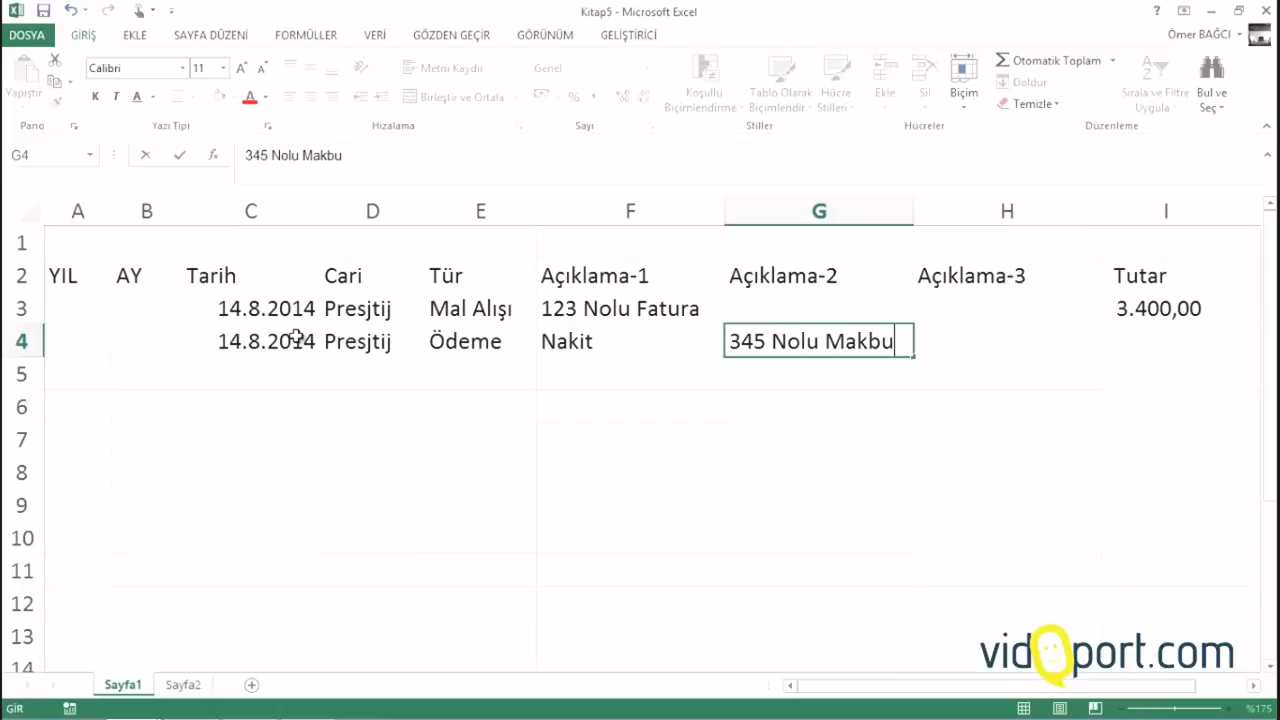 Kitap5 - Microsoft Excel
DOSYA GİRİŞ EKLE SAYFA DÜZENİ FORMÜLLER VERİ GÖZDEN GEÇİR GÖRÜNÜM GELİŞTİRİCİ Ömer BAĞCI
Yapıştır
Calibri 11
K T A
Metni Kaydır
Birleştir ve Ortala
Genel
Koşullu Biçimlendirme
Tablo Olarak Biçimlendir
Hücre Stilleri
Ekle Sil Biçim
Otomatik Toplam
Doldur
Temizle
Sırala ve Filtre Uygula
Bul ve Seç
Pano Yazı Tipi Hizalama Sayı Stiller Hücreler Düzenleme
G4 fx 345 Nolu Makbu
A B C D E F G H I
1
2 YIL AY Tarih Cari Tür Açıklama-1 Açıklama-2 Açıklama-3 Tutar
3 14.8.2014 Presjtij Mal Alışı 123 Nolu Fatura 3.400,00
4 14.8.2014 Presjtij Ödeme Nakit 345 Nolu Makbu
5
6
7
8
9
10
11
12
13
14
vidoport.com
Sayfa1 Sayfa2
GİR %175